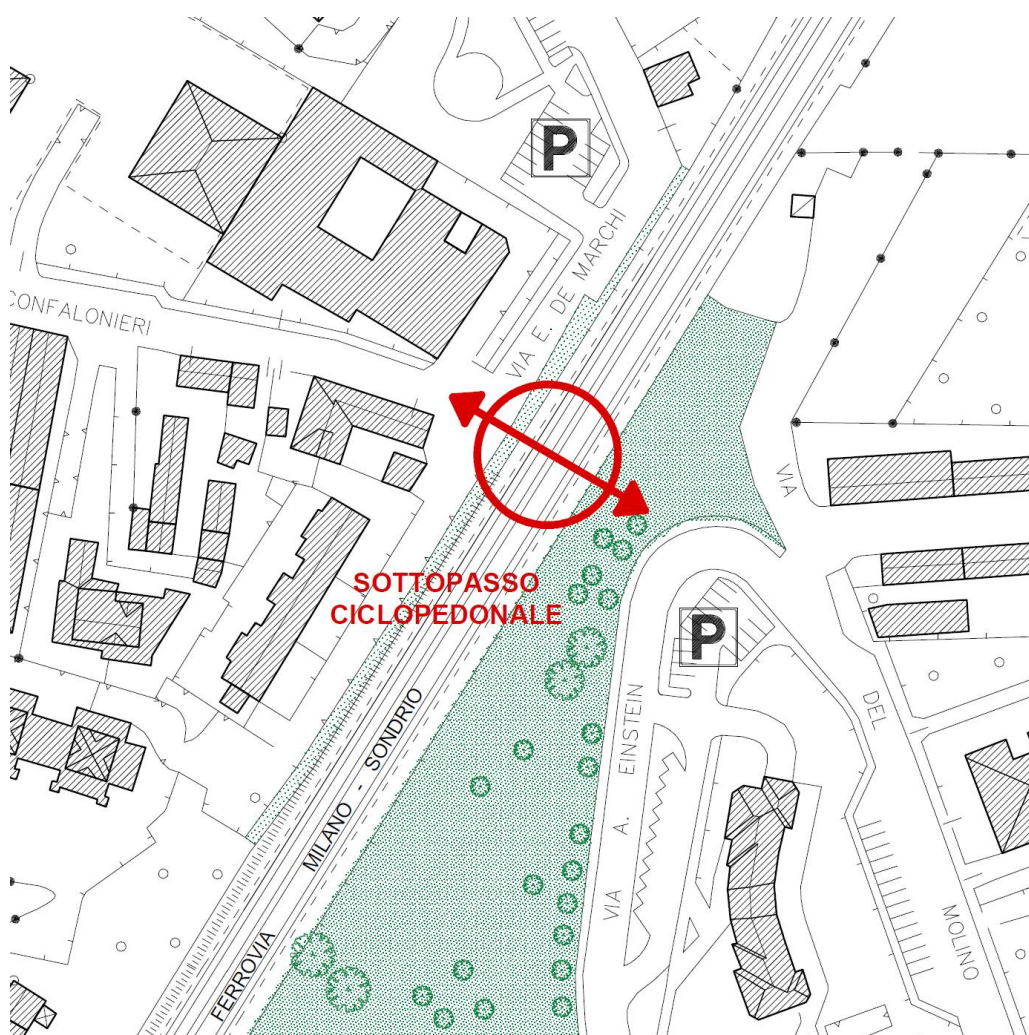 P
VIA E. DE MARCHI
CONFALONIERI
VIA
SOTTOPASSO
CICLOPEDONALE
P
VIA A. EINSTEIN
DEL
MOLINO
FERROVIA MILANO - SONDRIO